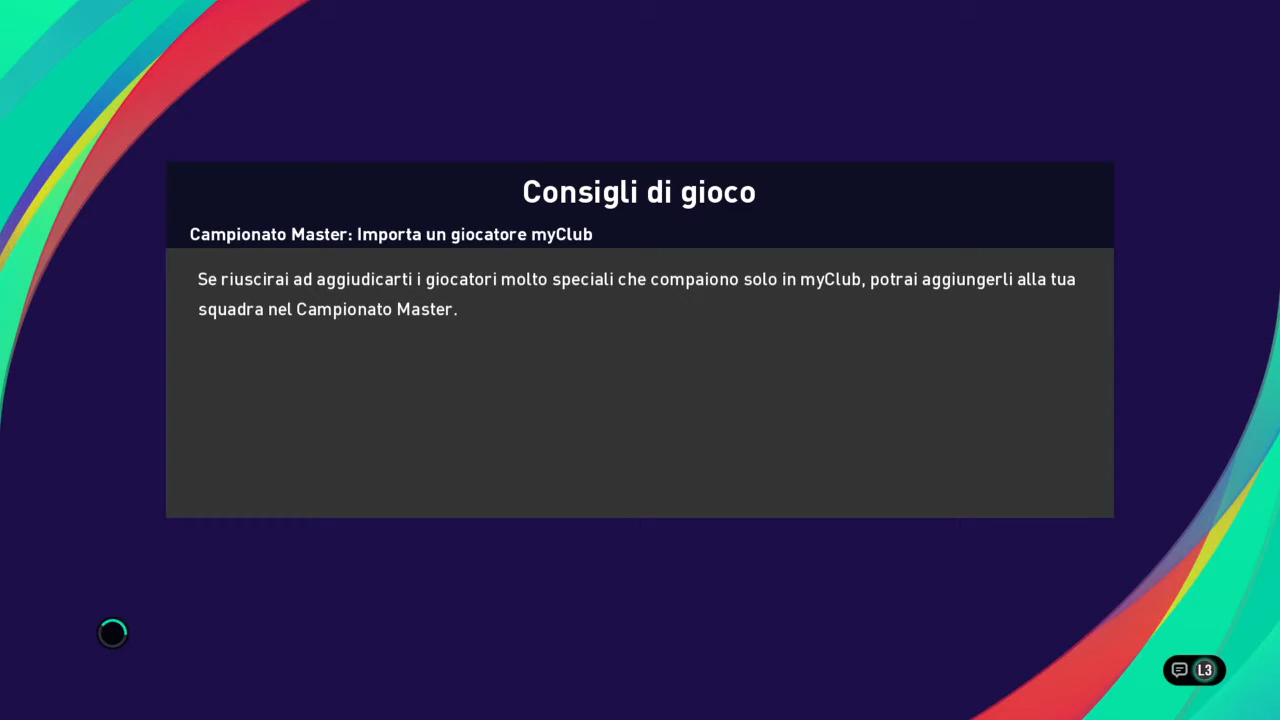 Consigli di gioco
Campionato Master: Importa un giocatore myClub
Se riuscirai ad aggiudicarti i giocatori molto speciali che compaiono solo in myClub, potrai aggiungerli alla tua
squadra nel Campionato Master.
L3